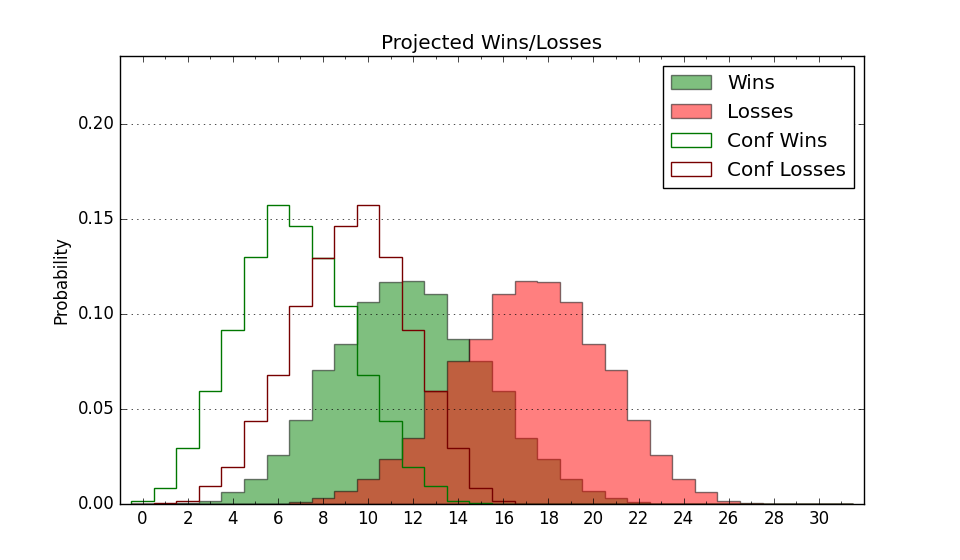 Projected Wins/Losses
Wins
Losses
Conf Wins
Conf Losses
Probability
0.20
0.15
0.10
0.05
0.00
0 2 4 6 8 10 12 14 16 18 20 22 24 26 28 30